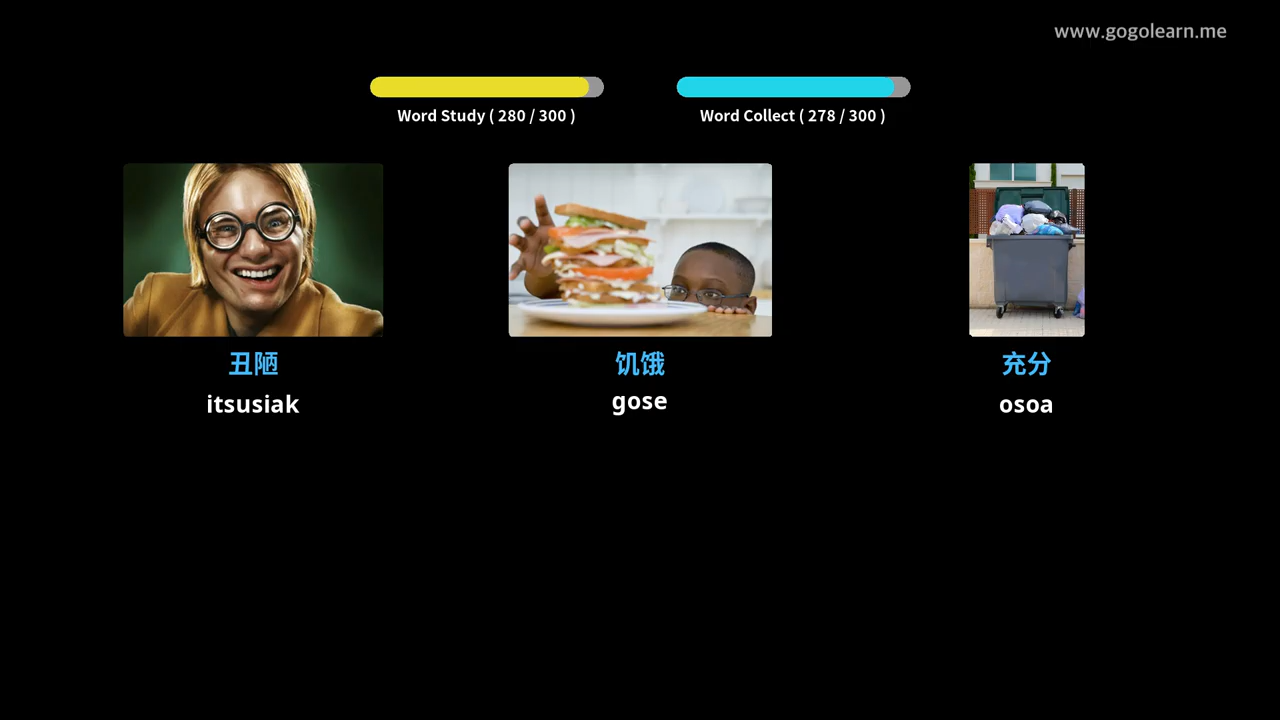 www.gogolearn.me
Word Study ( 280 / 300 )
Word Collect ( 278 / 300 )
丑陋
饥饿
充分
itsusiak
gose
osoa